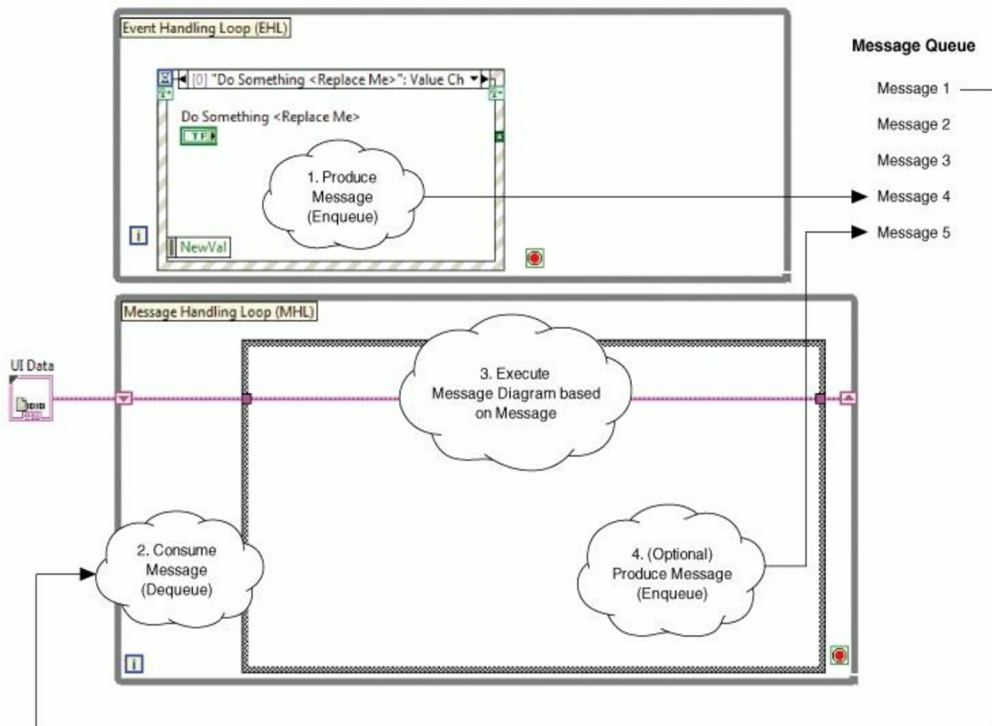 Event Handling Loop (EHL)
[0] "Do Something <Replace Me>": Value Ch
Do Something <Replace Me>
TF
1. Produce
Message
(Enqueue)
NewVal
i
Message Queue
Message 1
Message 2
Message 3
Message 4
Message 5
Message Handling Loop (MHL)
UI Data
3. Execute
Message Diagram based
on Message
2. Consume
Message
(Dequeue)
4. (Optional)
Produce Message
(Enqueue)
i